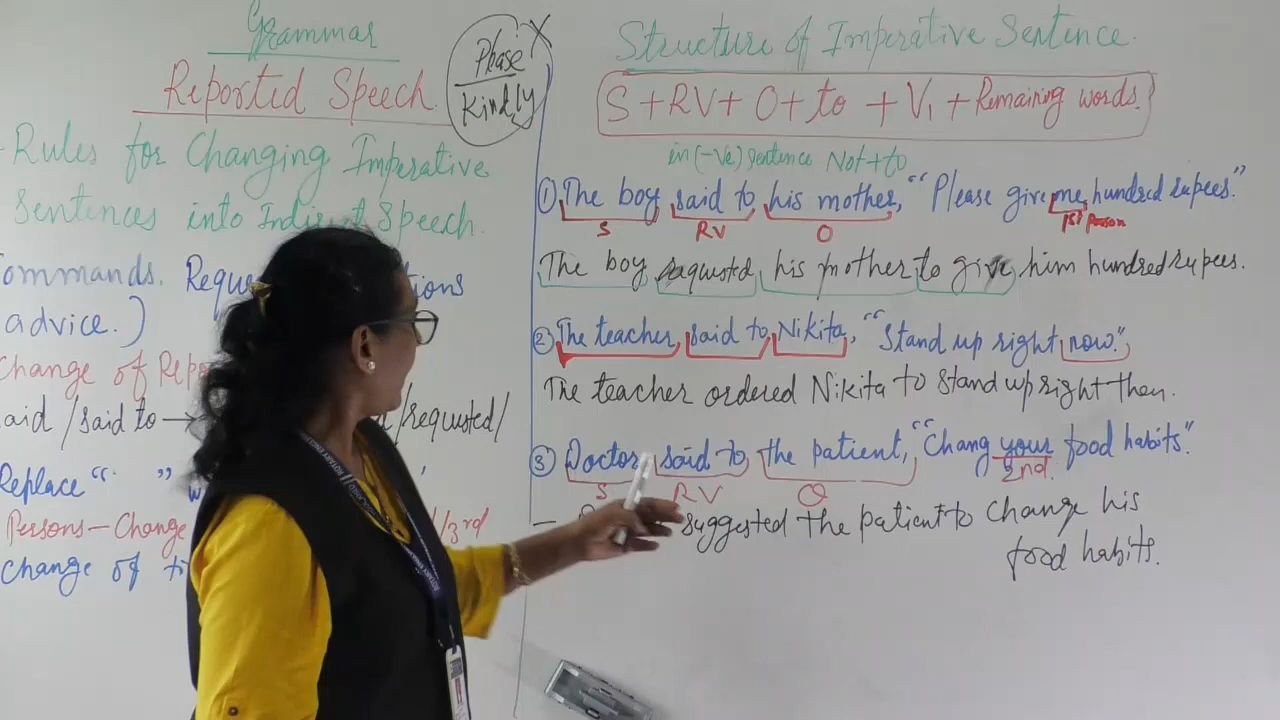 Grammar
Reported Speech.
Rules for Changing Imperative
Sentences into Indirect Speech.
ommands. Requ tions
advice.)
Change of Rep
aid / said to → /requsted/
Replace “ ”
Persons — Change /3rd
Change of ti
Phase X
Kindly
Structure of Imperative Sentence.
S + RV + O + to + V1 + Remaining words.
in (-ve) sentence Not + to
① The boy said to his mother, “Please give me hundred rupees.”
S RV O 1st Person
The boy requsted his mother to give him hundred rupees.
② The teacher said to Nikita, “Stand up right now.”
The teacher ordered Nikita to stand up right then.
③ Doctor said to the patient, “Chang your food habits”.
S RV O 2nd
— suggested the patient to change his
food habits.